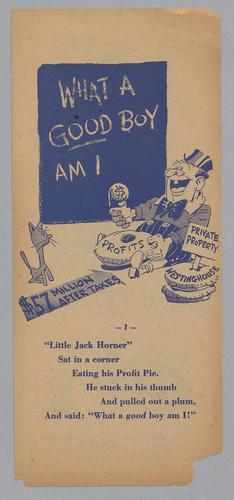 WHAT A
GOOD BOY
AM I
$
PROFITS
PRIVATE
PROPERTY
WESTINGHOUSE
$57 MILLION
AFTER TAXES
– 1 –
"Little Jack Horner"
Sat in a corner
Eating his Profit Pie.
He stuck in his thumb
And pulled out a plum,
And said: "What a good boy am I!"